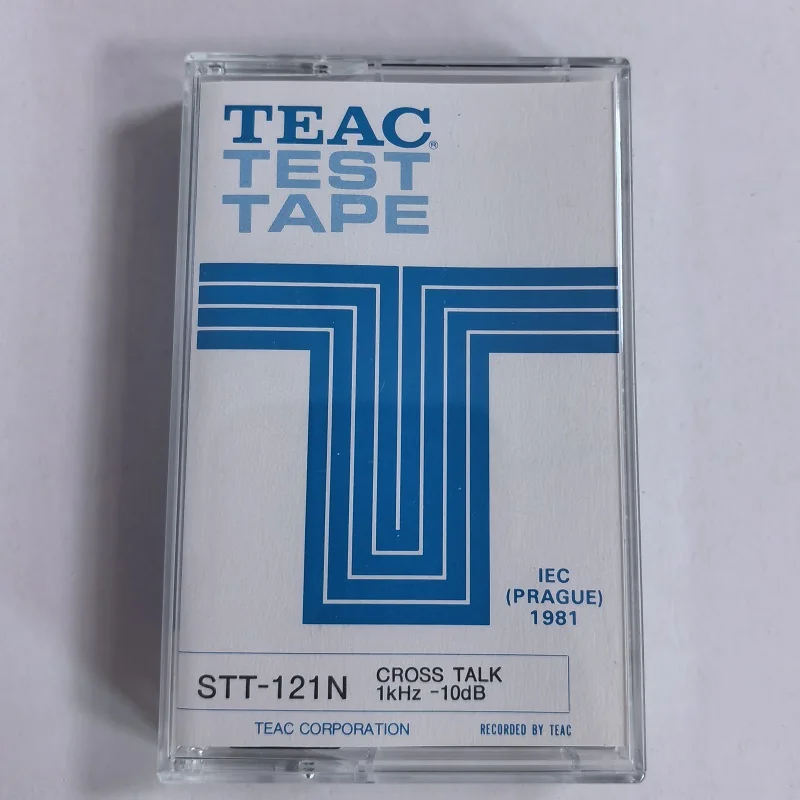 TEAC®
TEST
TAPE
IEC
(PRAGUE)
1981
STT-121N
CROSS TALK
1kHz -10dB
TEAC CORPORATION
RECORDED BY TEAC